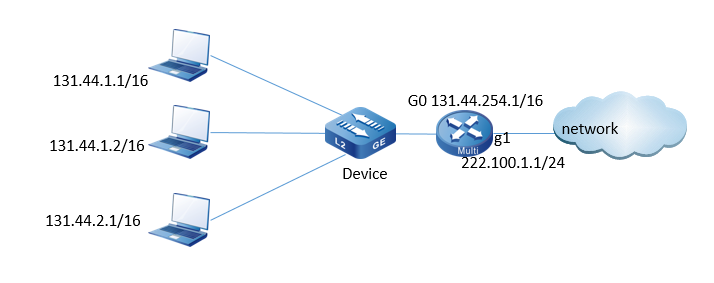 131.44.1.1/16
G0 131.44.254.1/16
131.44.1.2/16
L2 GE
Multi
g1
network
222.100.1.1/24
Device
131.44.2.1/16